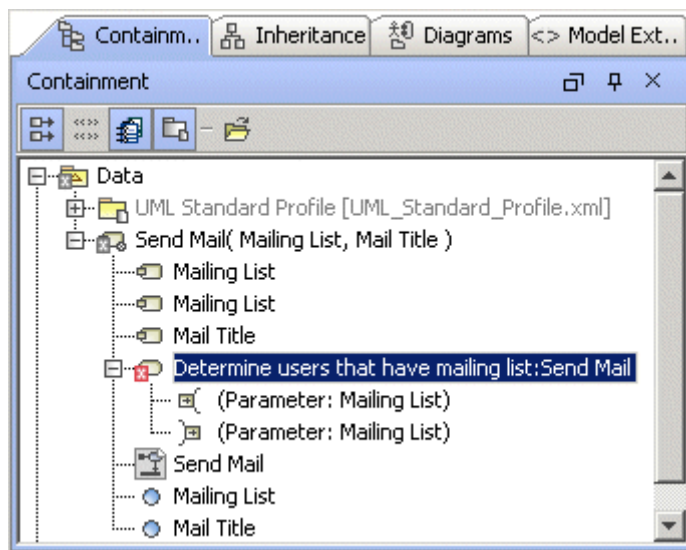 Containm.. Inheritance Diagrams <> Model Ext..
Containment
Data
UML Standard Profile [UML_Standard_Profile.xml]
Send Mail( Mailing List, Mail Title )
Mailing List
Mailing List
Mail Title
Determine users that have mailing list:Send Mail
(Parameter: Mailing List)
(Parameter: Mailing List)
Send Mail
Mailing List
Mail Title